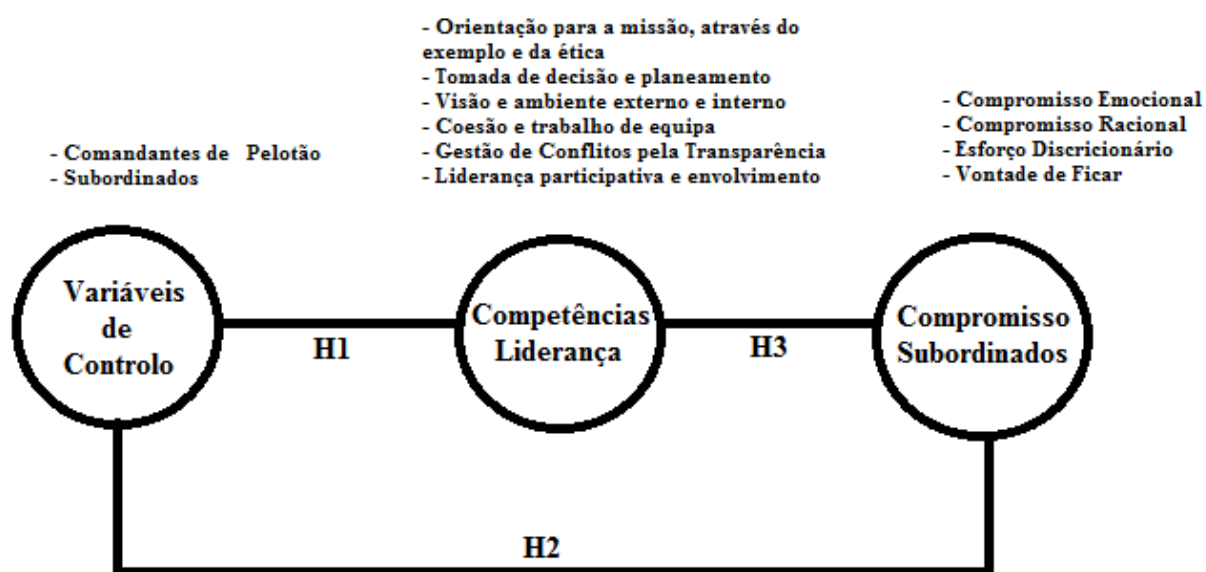 - Orientação para a missão, através do
exemplo e da ética
- Tomada de decisão e planeamento
- Visão e ambiente externo e interno
- Coesão e trabalho de equipa
- Gestão de Conflitos pela Transparência
- Liderança participativa e envolvimento
- Comandantes de Pelotão
- Subordinados
- Compromisso Emocional
- Compromisso Racional
- Esforço Discricionário
- Vontade de Ficar
Variáveis
de
Controlo
H1
Competências
Liderança
H3
Compromisso
Subordinados
H2